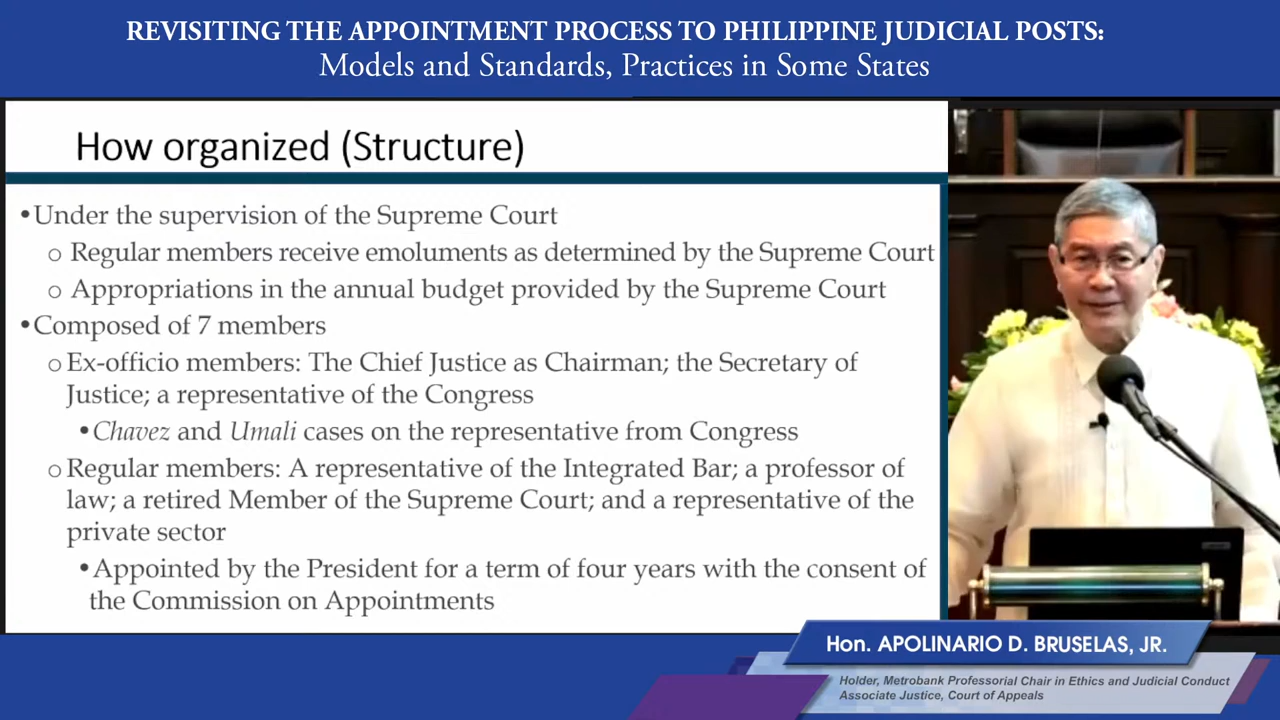 REVISITING THE APPOINTMENT PROCESS TO PHILIPPINE JUDICIAL POSTS:
Models and Standards, Practices in Some States
How organized (Structure)
•Under the supervision of the Supreme Court
o Regular members receive emoluments as determined by the Supreme Court
o Appropriations in the annual budget provided by the Supreme Court
•Composed of 7 members
o Ex-officio members: The Chief Justice as Chairman; the Secretary of
Justice; a representative of the Congress
•Chavez and Umali cases on the representative from Congress
o Regular members: A representative of the Integrated Bar; a professor of
law; a retired Member of the Supreme Court; and a representative of the
private sector
•Appointed by the President for a term of four years with the consent of
the Commission on Appointments
Hon. APOLINARIO D. BRUSELAS, JR.
Holder, Metrobank Professorial Chair in Ethics and Judicial Conduct
Associate Justice, Court of Appeals